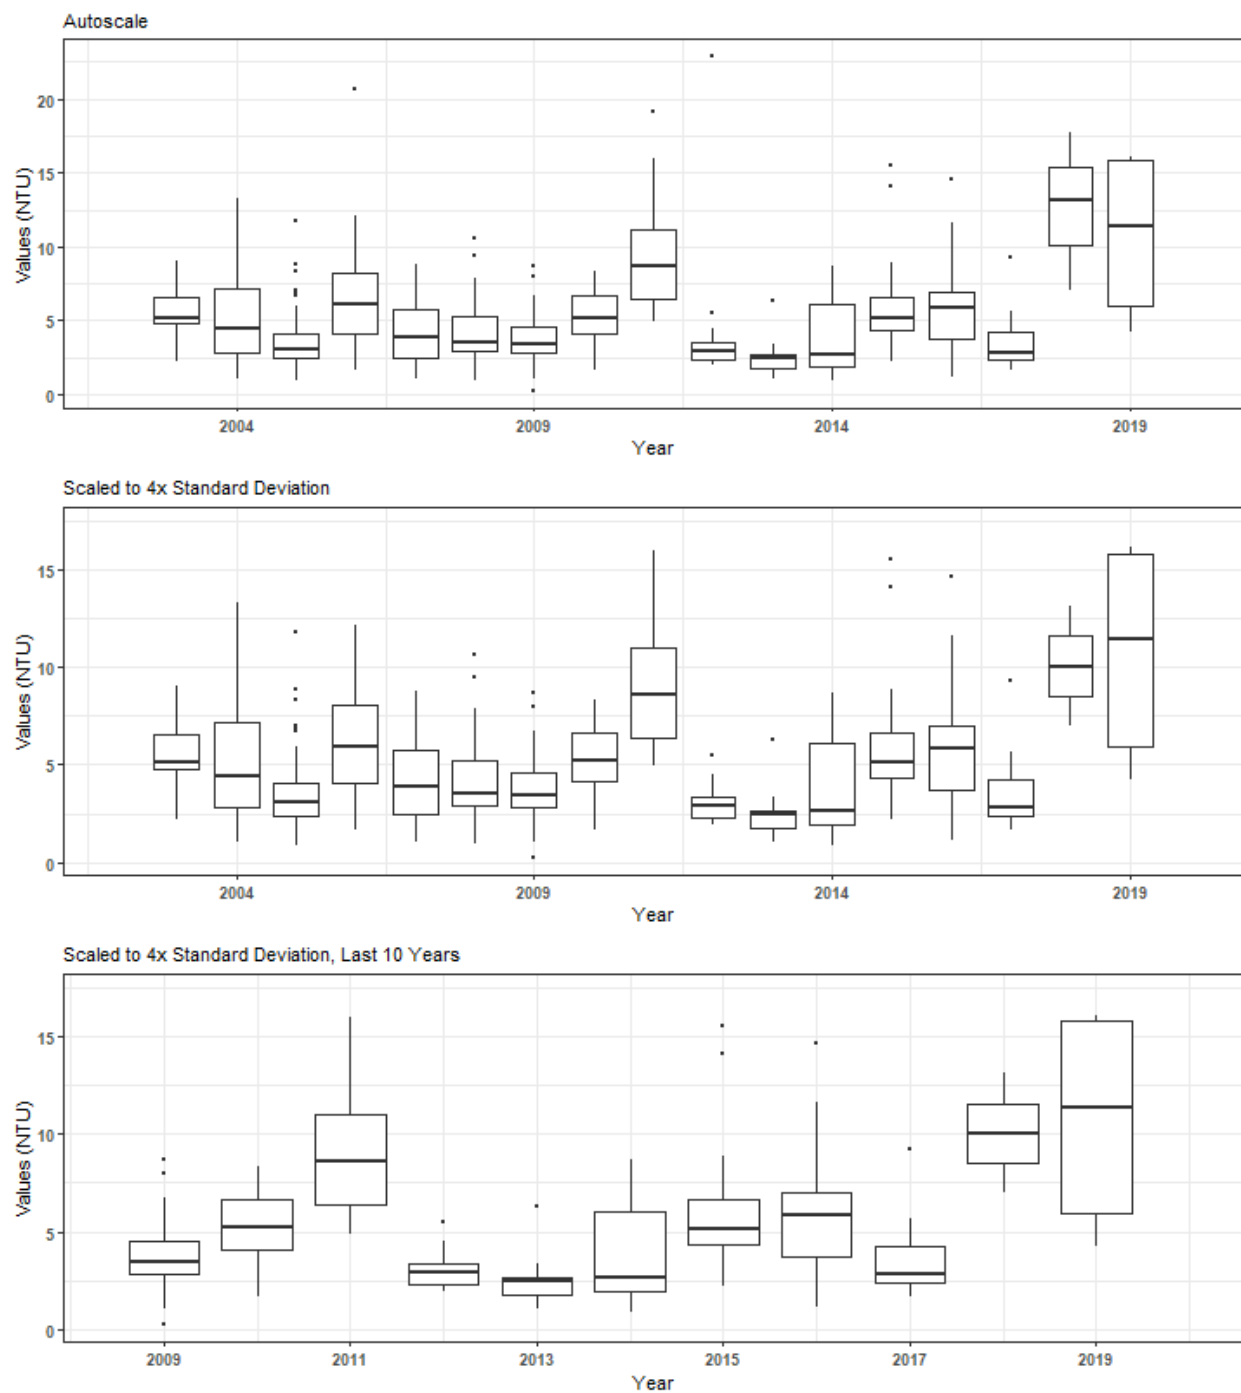 Autoscale
Values (NTU)
20
15
10
5
0
2004 2009 2014 2019
Year
Scaled to 4x Standard Deviation
Values (NTU)
15
10
5
0
2004 2009 2014 2019
Year
Scaled to 4x Standard Deviation, Last 10 Years
Values (NTU)
15
10
5
0
2009 2011 2013 2015 2017 2019
Year